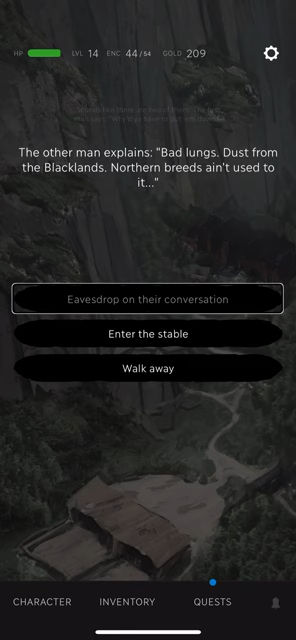 HP LVL 14 ENC 44/54 GOLD 209
The other man explains: "Bad lungs. Dust from
the Blacklands. Northern breeds ain't used to
it..."
Eavesdrop on their conversation
Enter the stable
Walk away
CHARACTER INVENTORY QUESTS